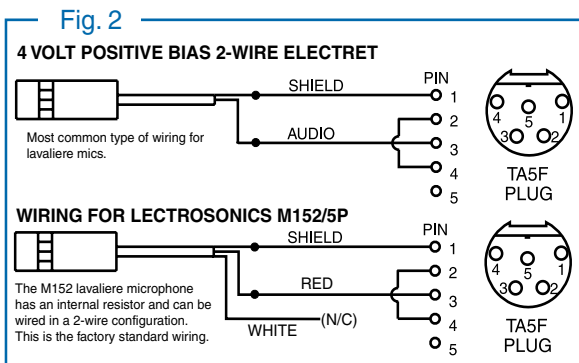 Fig. 2
4 VOLT POSITIVE BIAS 2-WIRE ELECTRET
PIN
SHIELD
1
2
AUDIO
3
4
5
Most common type of wiring for
lavaliere mics.
4
5
1
3
2
TA5F
PLUG
WIRING FOR LECTROSONICS M152/5P
PIN
SHIELD
1
2
RED
3
WHITE
(N/C)
4
5
The M152 lavaliere microphone
has an internal resistor and can be
wired in a 2-wire configuration.
This is the factory standard wiring.
4
5
1
3
2
TA5F
PLUG